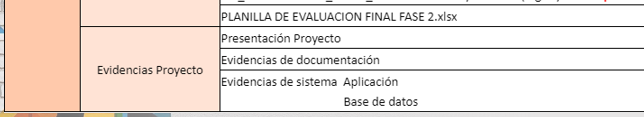 PLANILLA DE EVALUACION FINAL FASE 2.xlsx
Presentación Proyecto
Evidencias Proyecto
Evidencias de documentación
Evidencias de sistema Aplicación
Base de datos